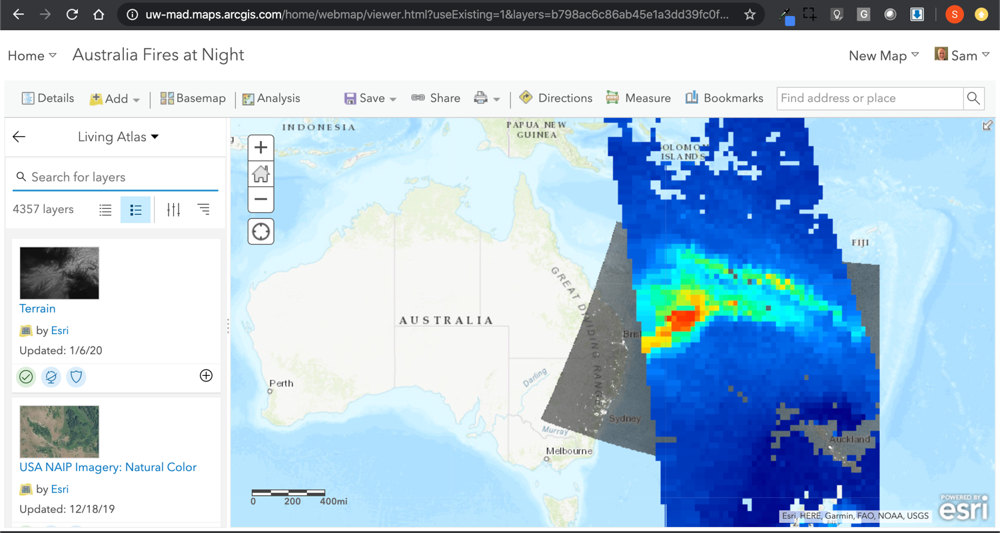 uw-mad.maps.arcgis.com/home/webmap/viewer.html?useExisting=1&layers=b798ac6c86ab45e1a3dd39fc0f... G S
Home Australia Fires at Night New Map Sam
Details Add Basemap Analysis Save Share Directions Measure Bookmarks Find address or place
Living Atlas
Search for layers
4357 layers
Terrain
by Esri
Updated: 1/6/20
USA NAIP Imagery: Natural Color
by Esri
Updated: 12/18/19
INDONESIA
PAPUA NEW
GUINEA
SOLOMON
ISLANDS
FIJI
GREAT DIVIDING RANGE
AUSTRALIA
Perth
Darling
Sydney
Murray
Melbourne
Auckland
0 200 400mi
Esri, HERE, Garmin, FAO, NOAA, USGS
POWERED BY
esri